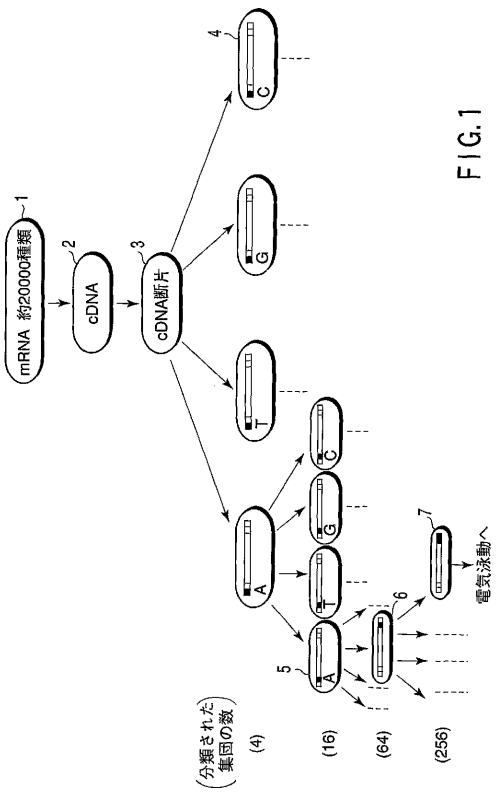 mRNA 約20000種類
1
cDNA
2
cDNA断片
3
(分類された
集団の数)
(4)
A
T
G
C
4
(16)
5
A
T
G
C
(64)
6
(256)
7
電気泳動へ
FIG.1